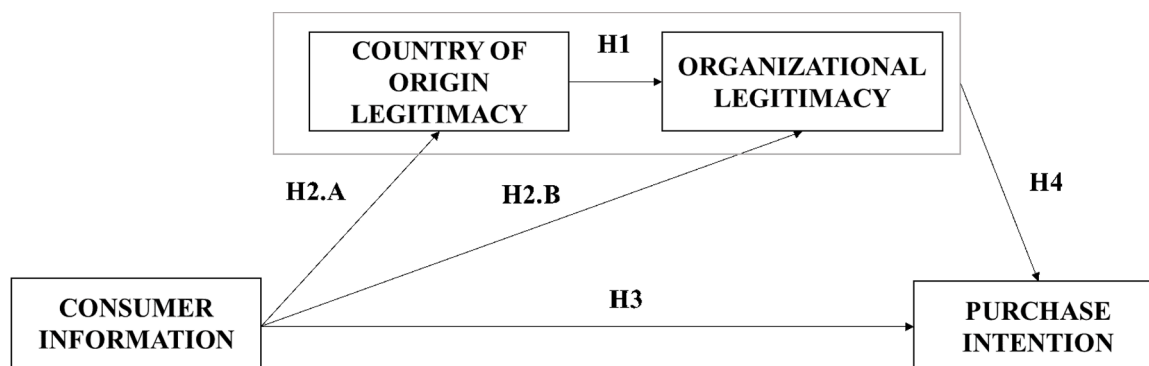 COUNTRY OF
ORIGIN
LEGITIMACY
H1
ORGANIZATIONAL
LEGITIMACY
H2.A
H2.B
H4
CONSUMER
INFORMATION
H3
PURCHASE
INTENTION